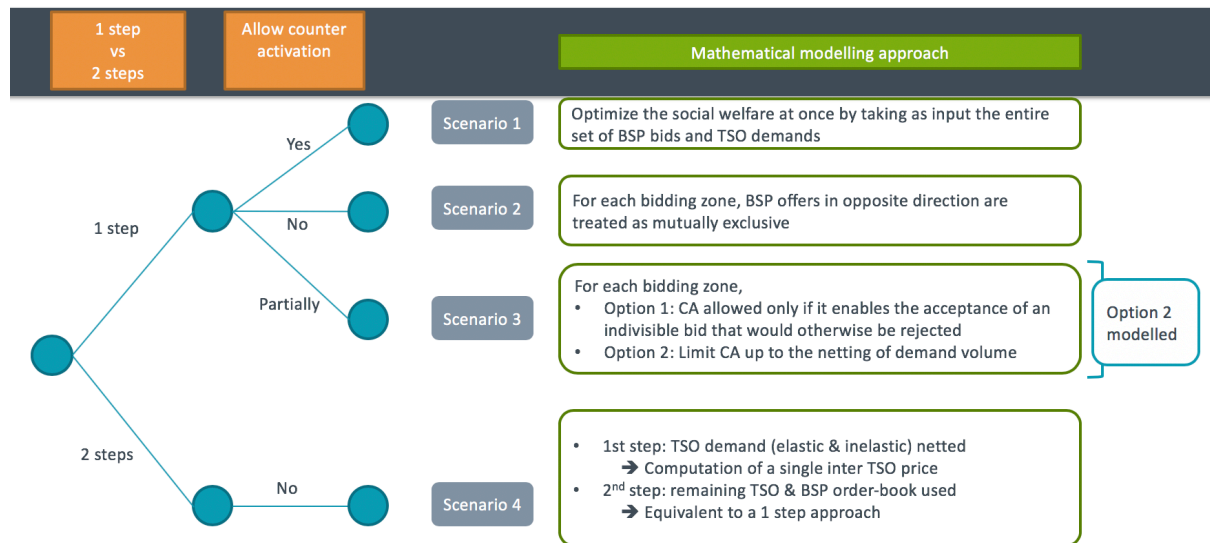 1 step
vs
2 steps
Allow counter
activation
Mathematical modelling approach
Yes
No
Partially
1 step
2 steps
No
Scenario 1
Optimize the social welfare at once by taking as input the entire
set of BSP bids and TSO demands
Scenario 2
For each bidding zone, BSP offers in opposite direction are
treated as mutually exclusive
Scenario 3
For each bidding zone,
• Option 1: CA allowed only if it enables the acceptance of an
indivisible bid that would otherwise be rejected
• Option 2: Limit CA up to the netting of demand volume
Option 2
modelled
Scenario 4
• 1st step: TSO demand (elastic & inelastic) netted
➔ Computation of a single inter TSO price
• 2nd step: remaining TSO & BSP order-book used
➔ Equivalent to a 1 step approach